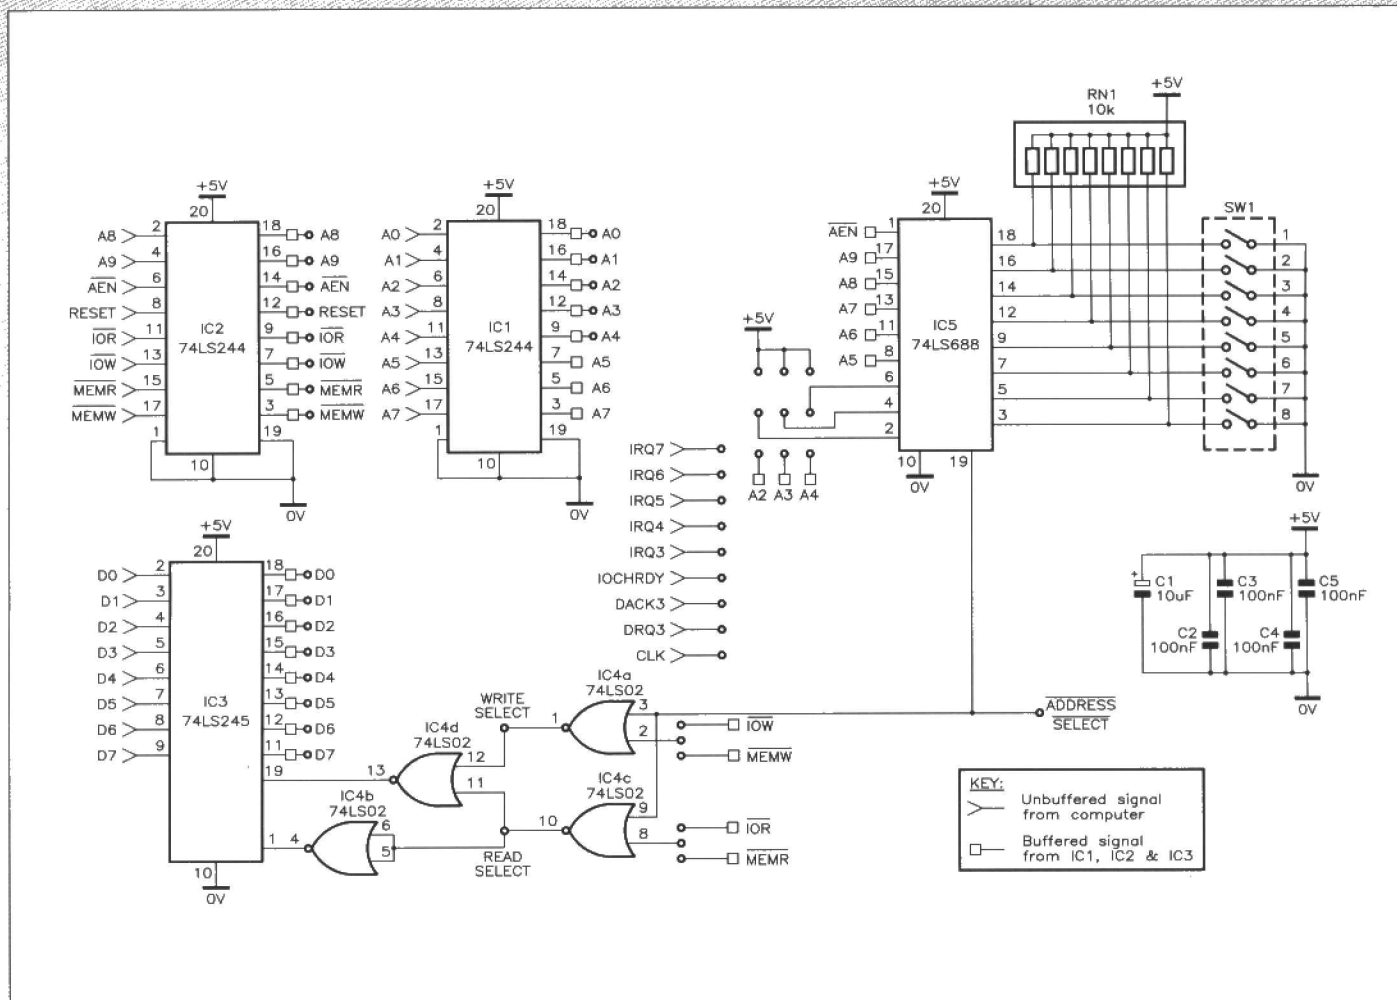 +5V
20
2
A8
4
A9
6
AEN
8
RESET
11
IOR
13
IOW
15
MEMR
17
MEMW
1
IC2
74LS244
18
A8
16
A9
14
AEN
12
RESET
9
IOR
7
IOW
5
MEMR
3
MEMW
19
10
0V
+5V
20
2
A0
4
A1
6
A2
8
A3
11
A4
13
A5
15
A6
17
A7
1
IC1
74LS244
18
A0
16
A1
14
A2
12
A3
9
A4
7
A5
5
A6
3
A7
19
10
0V
+5V
20
AEN
1
A9
17
A8
15
A7
13
A6
11
A5
8
IC5
74LS688
6
4
2
18
16
14
12
9
7
5
3
10
0V
19
+5V
A2
A3
A4
RN1
10k
+5V
SW1
1
2
3
4
5
6
7
8
0V
IRQ7
IRQ6
IRQ5
IRQ4
IRQ3
IOCHRDY
DACK3
DRQ3
CLK
+5V
+
C1
10uF
C3
100nF
C5
100nF
C2
100nF
C4
100nF
0V
+5V
20
D0
2
D1
3
D2
4
D3
5
D4
6
D5
7
D6
8
D7
9
IC3
74LS245
18
D0
17
D1
16
D2
15
D3
14
D4
13
D5
12
D6
11
D7
19
1
10
0V
IC4a
74LS02
1
3
2
WRITE
SELECT
IC4d
74LS02
13
12
11
IC4b
74LS02
4
6
5
IC4c
74LS02
10
9
8
READ
SELECT
IOW
MEMW
IOR
MEMR
ADDRESS
SELECT
KEY:
Unbuffered signal
from computer
Buffered signal
from IC1, IC2 & IC3